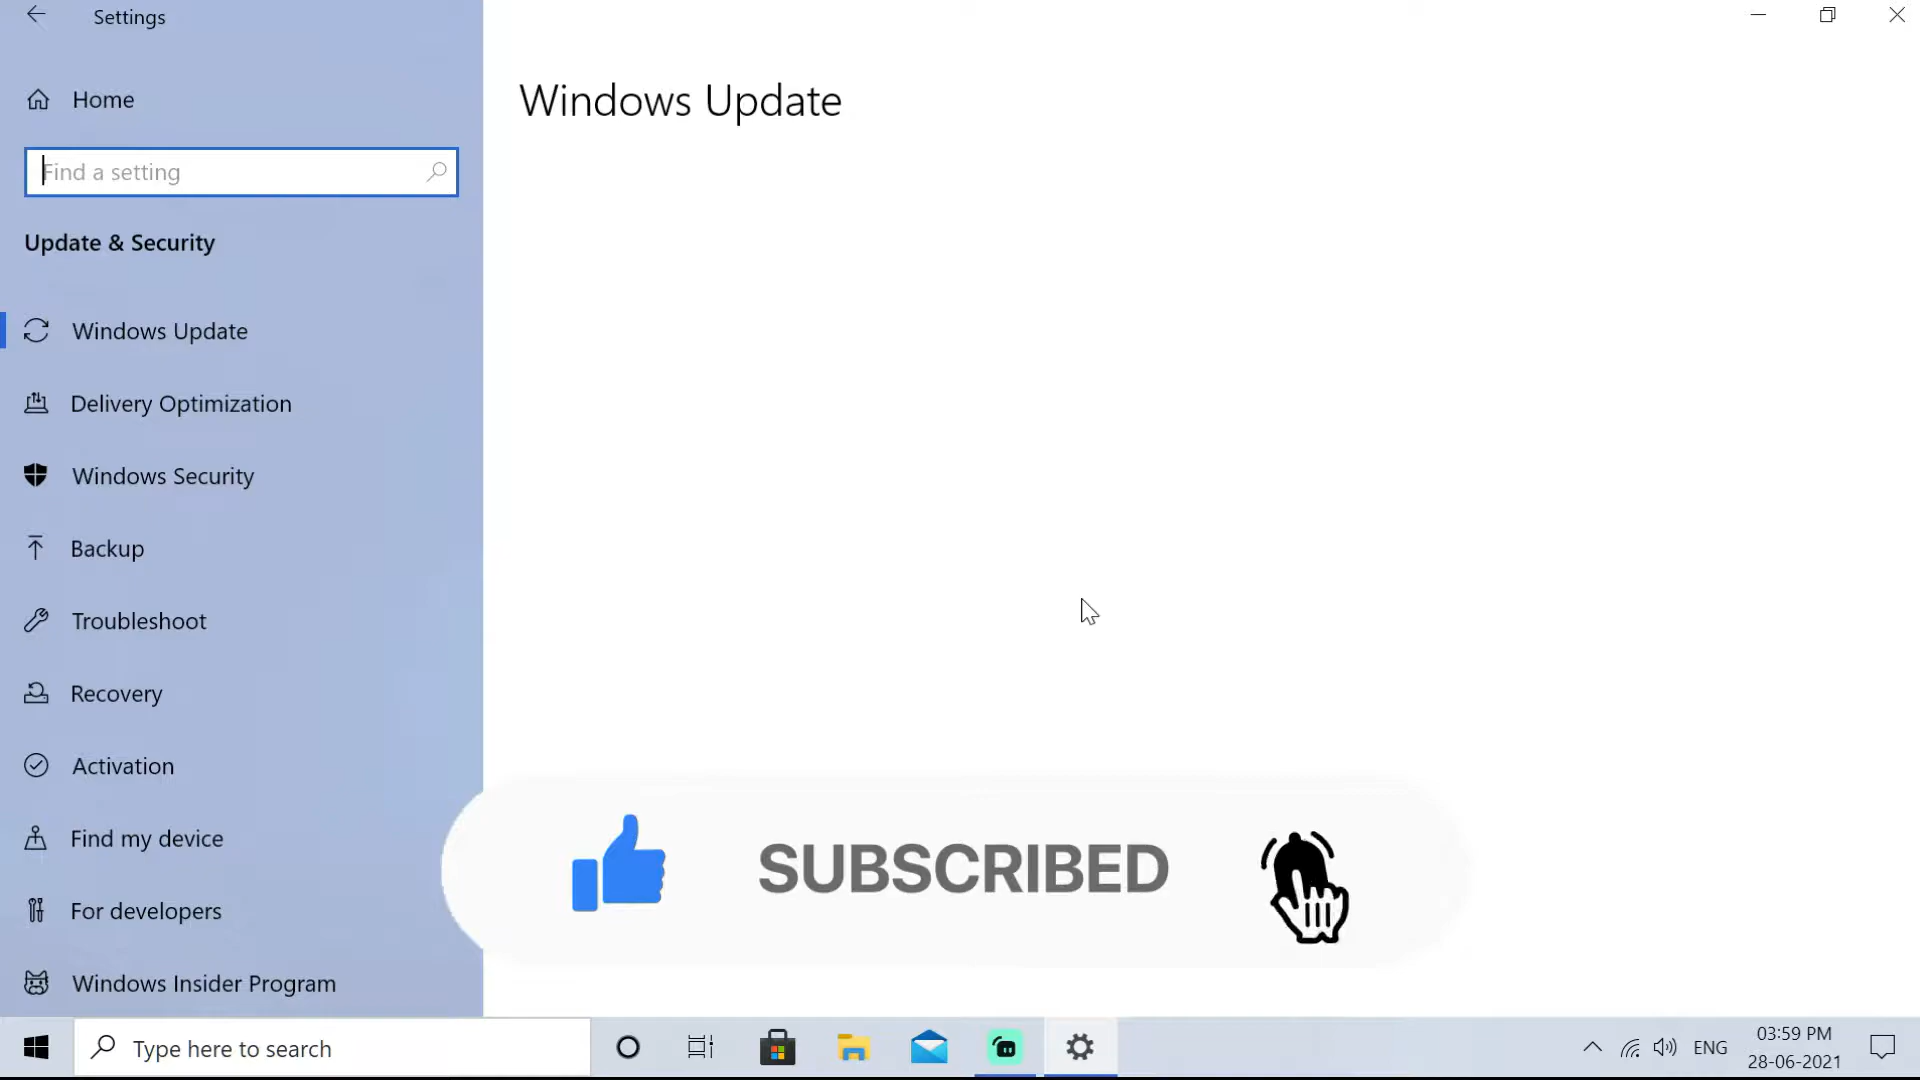 Settings
Home
Find a setting
Update & Security
Windows Update
Delivery Optimization
Windows Security
Backup
Troubleshoot
Recovery
Activation
Find my device
For developers
Windows Insider Program
Windows Update
SUBSCRIBED
Type here to search
ENG
03:59 PM
28-06-2021